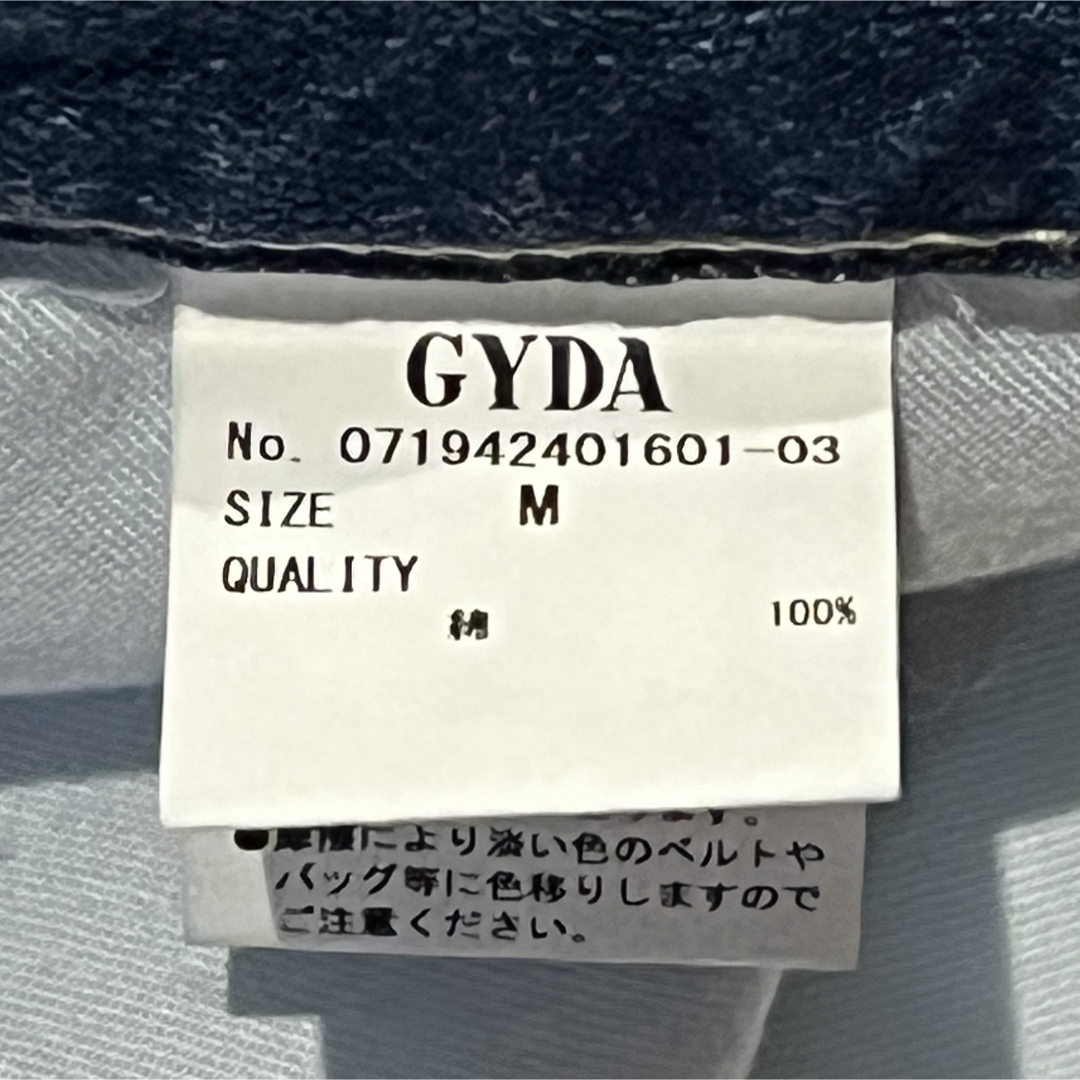 GYDA
No. 071942401601-03
SIZE M
QUALITY
綿 100%
ます。
●摩擦により淡い色のベルトや
バッグ等に色移りしますので
ご注意ください。